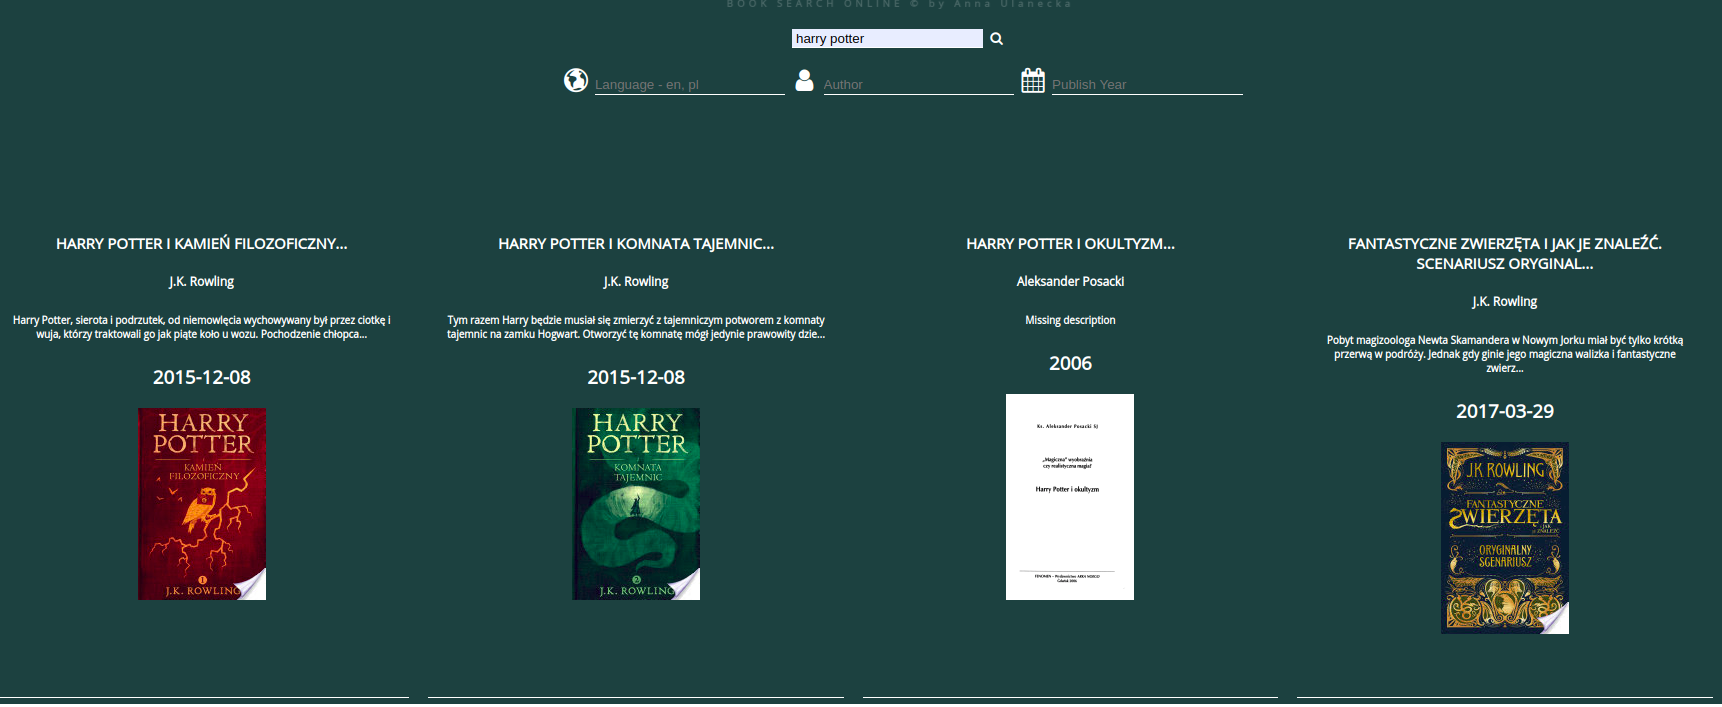 BOOK SEARCH ONLINE © by Anna Ulanecka
harry potter
Language - en, pl
Author
Publish Year
HARRY POTTER I KAMIEŃ FILOZOFICZNY...
J.K. Rowling
Harry Potter, sierota i podrzutek, od niemowlęcia wychowywany był przez ciotkę i
wuja, którzy traktowali go jak piąte koło u wozu. Pochodzenie chłopca...
2015-12-08
HARRY
POTTER
KAMIEŃ
FILOZOFICZNY
1
J.K. ROWLING
HARRY POTTER I KOMNATA TAJEMNIC...
J.K. Rowling
Tym razem Harry będzie musiał się zmierzyć z tajemniczym potworem z komnaty
tajemnic na zamku Hogwart. Otworzyć tę komnatę mógł jedynie prawowity dzie...
2015-12-08
HARRY
POTTER
KOMNATA
TAJEMNIC
2
J.K. ROWLING
HARRY POTTER I OKULTYZM...
Aleksander Posacki
Missing description
2006
Ks. Aleksander Posacki SJ
„Magiczna” wyobraźnia
czy realistyczna magia?
Harry Potter i okultyzm
FENOMEN – Wydawnictwo ARKA NOEGO
Gdańsk 2006
FANTASTYCZNE ZWIERZĘTA I JAK JE ZNALEŹĆ.
SCENARIUSZ ORYGINAL...
J.K. Rowling
Pobyt magizoologa Newta Skamandera w Nowym Jorku miał być tylko krótką
przerwą w podróży. Jednak gdy ginie jego magiczna walizka i fantastyczne
zwierz...
2017-03-29
JK ROWLING
FANTASTYCZNE
ZWIERZĘTA
I JAK
JE ZNALEŹĆ
ORYGINALNY
SCENARIUSZ